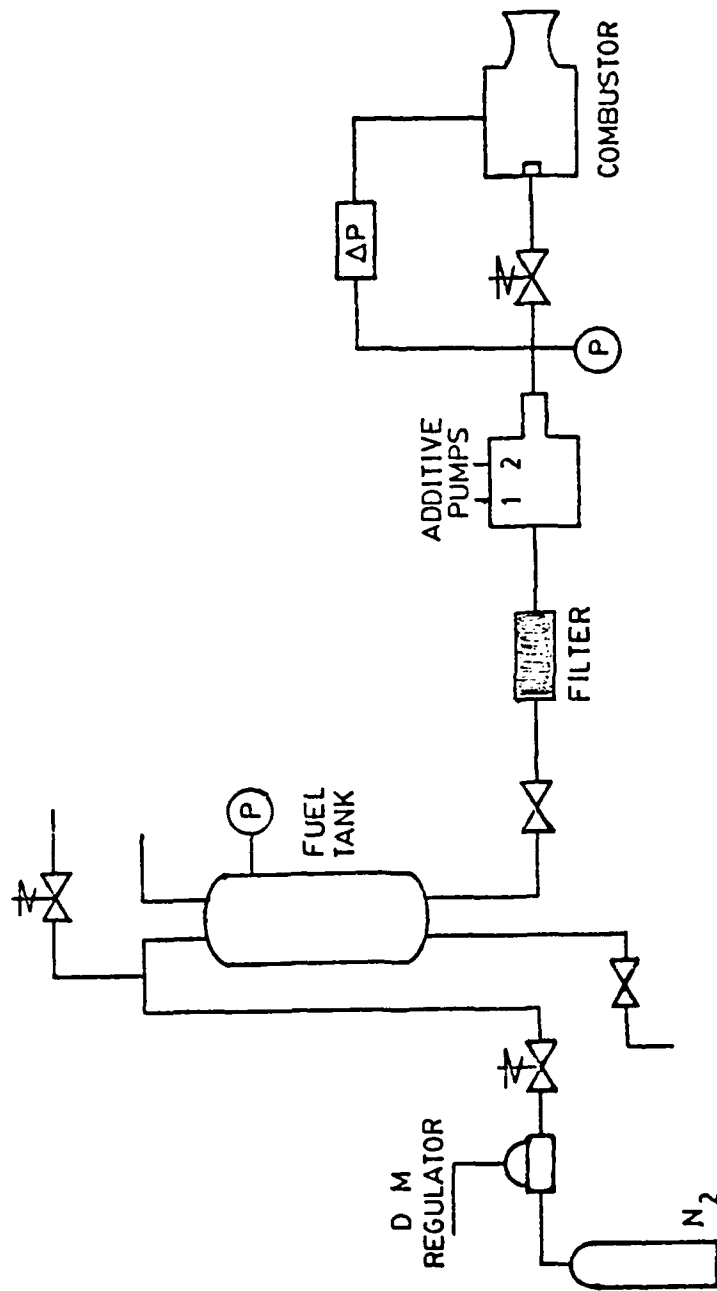 N2
D M
REGULATOR
P
FUEL
TANK
FILTER
ADDITIVE
PUMPS
1 2
P
ΔP
COMBUSTOR